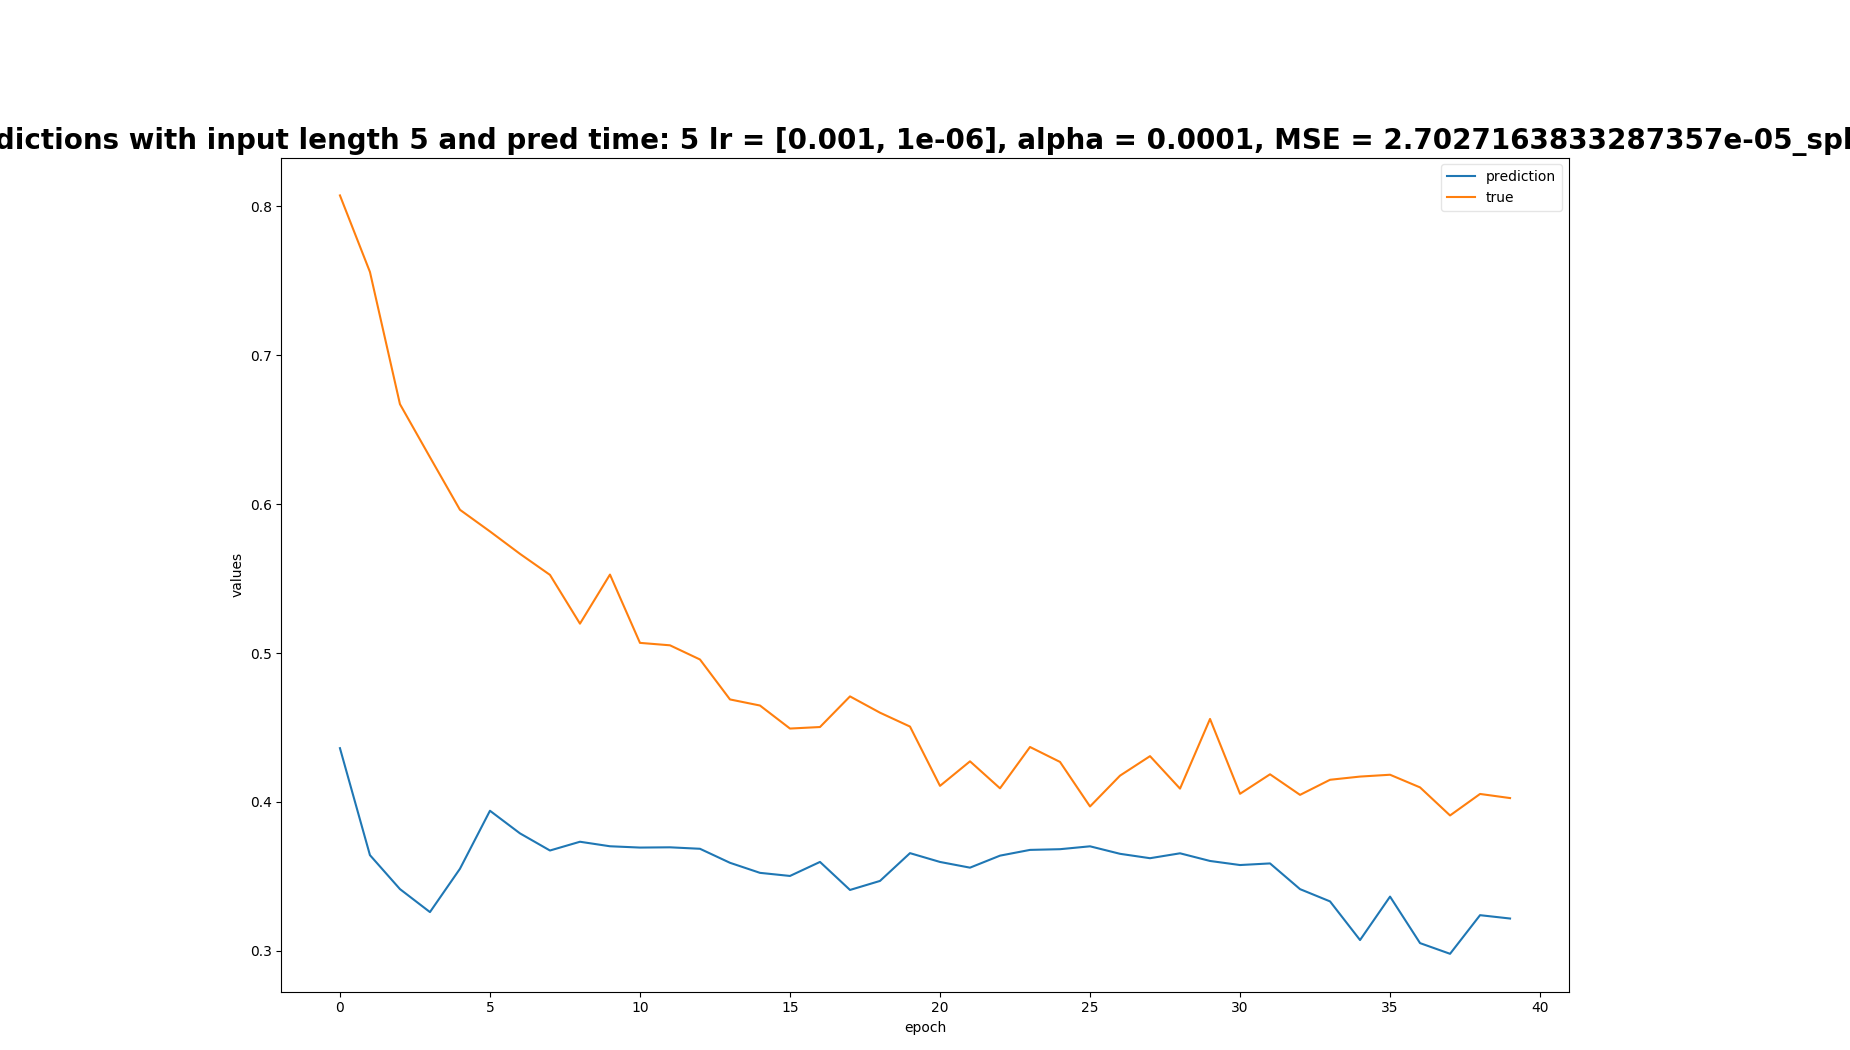 dictions with input length 5 and pred time: 5 lr = [0.001, 1e-06], alpha = 0.0001, MSE = 2.7027163833287357e-05_spl
prediction
true
0.8
0.7
0.6
0.5
0.4
0.3
values
0 5 10 15 20 25 30 35 40
epoch